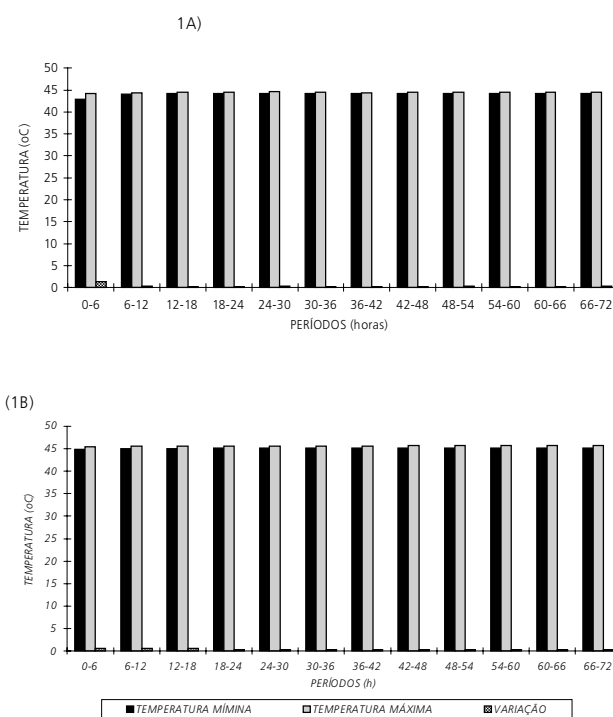 1A)
50
45
40
35
30
25
20
15
10
5
0
TEMPERATURA (oC)
0-6 6-12 12-18 18-24 24-30 30-36 36-42 42-48 48-54 54-60 60-66 66-72
PERÍODOS (horas)
(1B)
50
45
40
35
30
25
20
15
10
5
0
TEMPERATURA (oC)
0-6 6-12 12-18 18-24 24-30 30-36 36-42 42-48 48-54 54-60 60-66 66-72
PERÍODOS (h)
TEMPERATURA MÍMINA TEMPERATURA MÁXIMA VARIAÇÃO